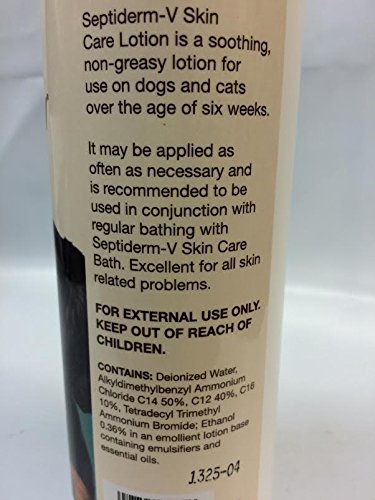 Septiderm-V Skin
Care Lotion is a soothing,
non-greasy lotion for
use on dogs and cats
over the age of six weeks.
It may be applied as
often as necessary and
is recommended to be
used in conjunction with
regular bathing with
Septiderm-V Skin Care
Bath. Excellent for all skin
related problems.
FOR EXTERNAL USE ONLY.
KEEP OUT OF REACH OF
CHILDREN.
CONTAINS: Deionized Water,
Alkyldimethylbenzyl Ammonium
Chloride C14 50%, C12 40%, C16
10%, Tetradecyl Trimethyl
Ammonium Bromide; Ethanol
0.36% in an emollient lotion base
containing emulsifiers and
essential oils.
1325-04